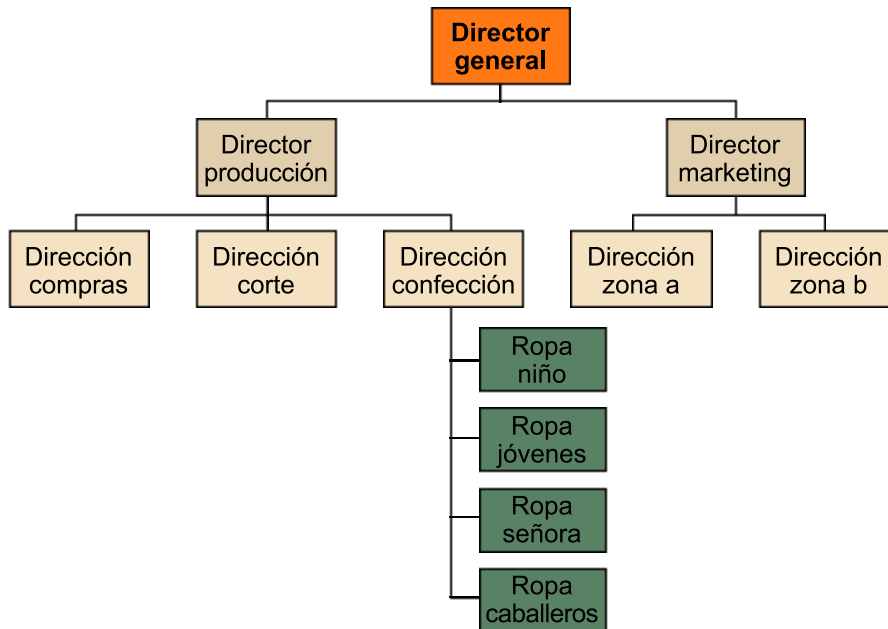 Director
general
Director
producción
Director
marketing
Dirección
compras
Dirección
corte
Dirección
confección
Dirección
zona a
Dirección
zona b
Ropa
niño
Ropa
jóvenes
Ropa
señora
Ropa
caballeros